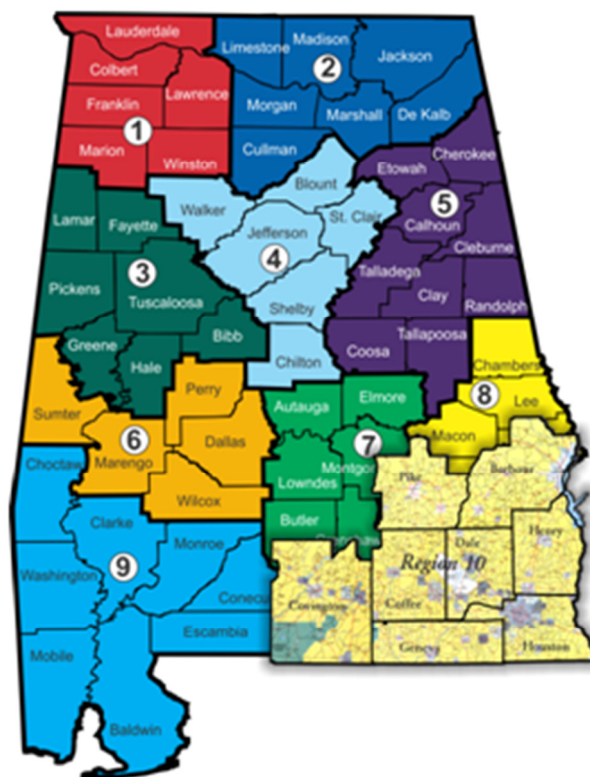 Lauderdale
Limestone
Madison
Jackson
2
Colbert
Lawrence
Franklin
Morgan
Marshall
De Kalb
1
Marion
Winston
Cullman
Cherokee
Etowah
Blount
Walker
St. Clair
5
Calhoun
Lamar
Fayette
Jefferson
4
Cleburne
3
Talladega
Pickens
Tuscaloosa
Clay
Randolph
Shelby
Bibb
Tallapoosa
Greene
Hale
Coosa
Chilton
Chambers
Perry
Autauga
Elmore
8
Lee
Sumter
6
Dallas
Macon
Marengo
7
Montgom
Choctaw
Lowndes
Pike
Barbour
Wilcox
Clarke
Butler
Monroe
Henry
Dale
9
Region 10
Washington
Conecu
Covington
Coffee
Escambia
Geneva
Houston
Mobile
Baldwin